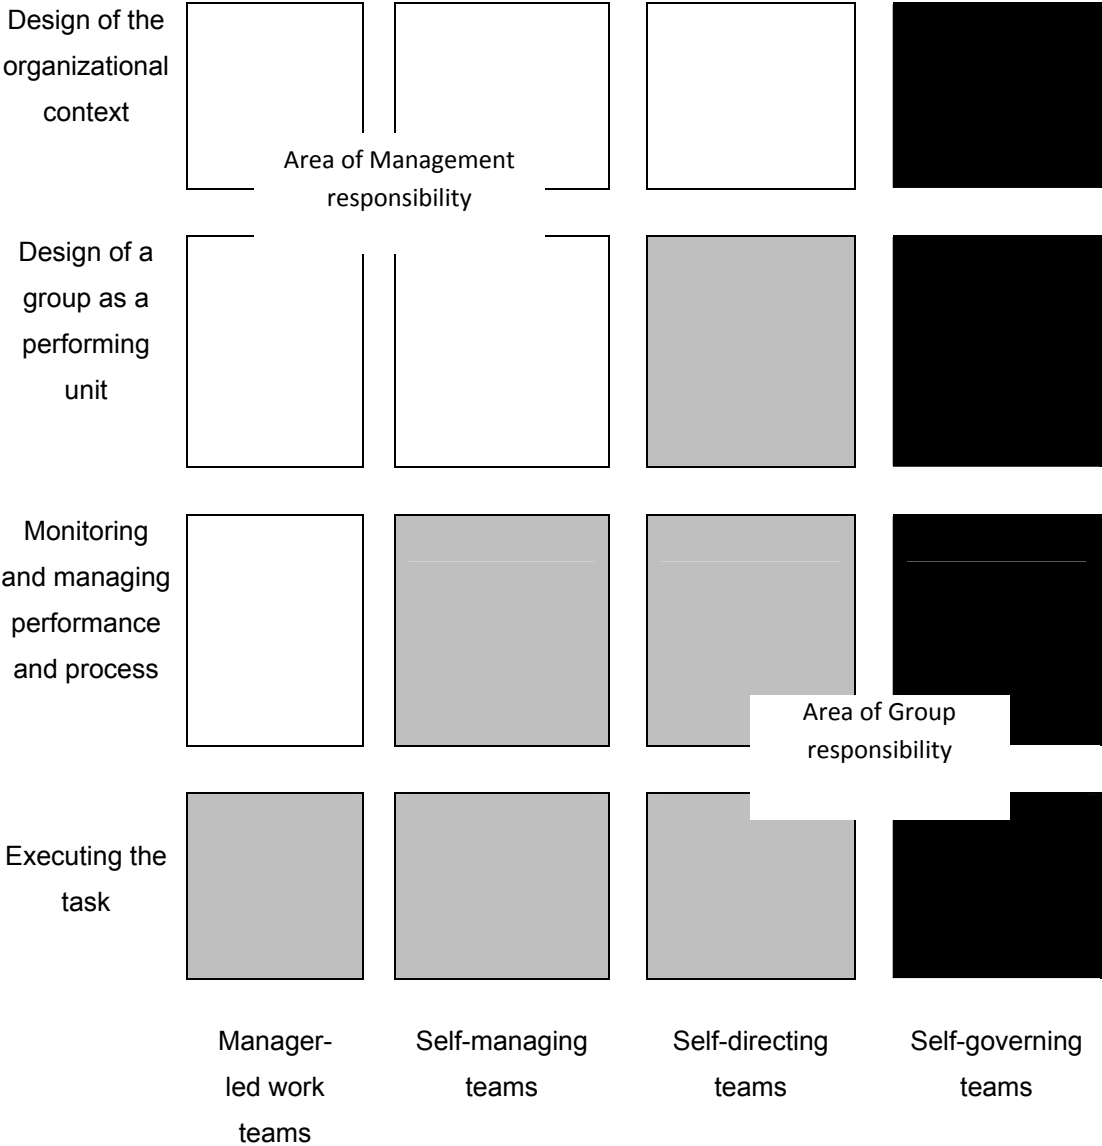 Design of the
organizational
context
Area of Management
responsibility
Design of a
group as a
performing
unit
Monitoring
and managing
performance
and process
Area of Group
responsibility
Executing the
task
Manager-
led work
teams
Self-managing
teams
Self-directing
teams
Self-governing
teams